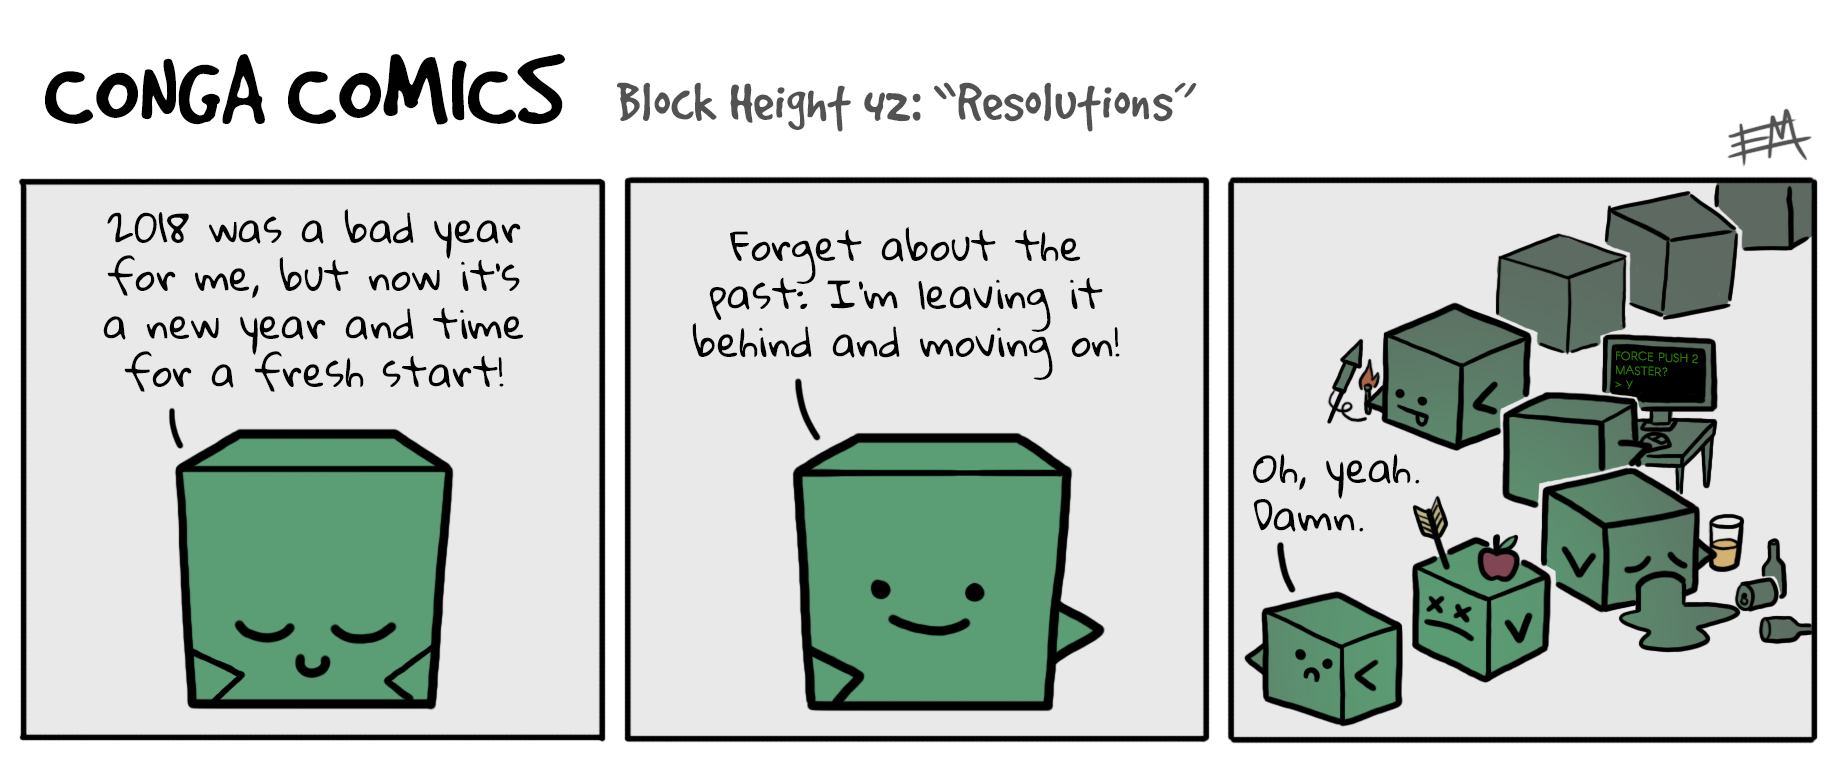 CONGA COMICS
Block Height 42: "Resolutions"
EM
2018 was a bad year
for me, but now it's
a new year and time
for a fresh start!
Forget about the
past: I'm leaving it
behind and moving on!
FORCE PUSH 2
MASTER?
> Y
Oh, yeah.
Damn.